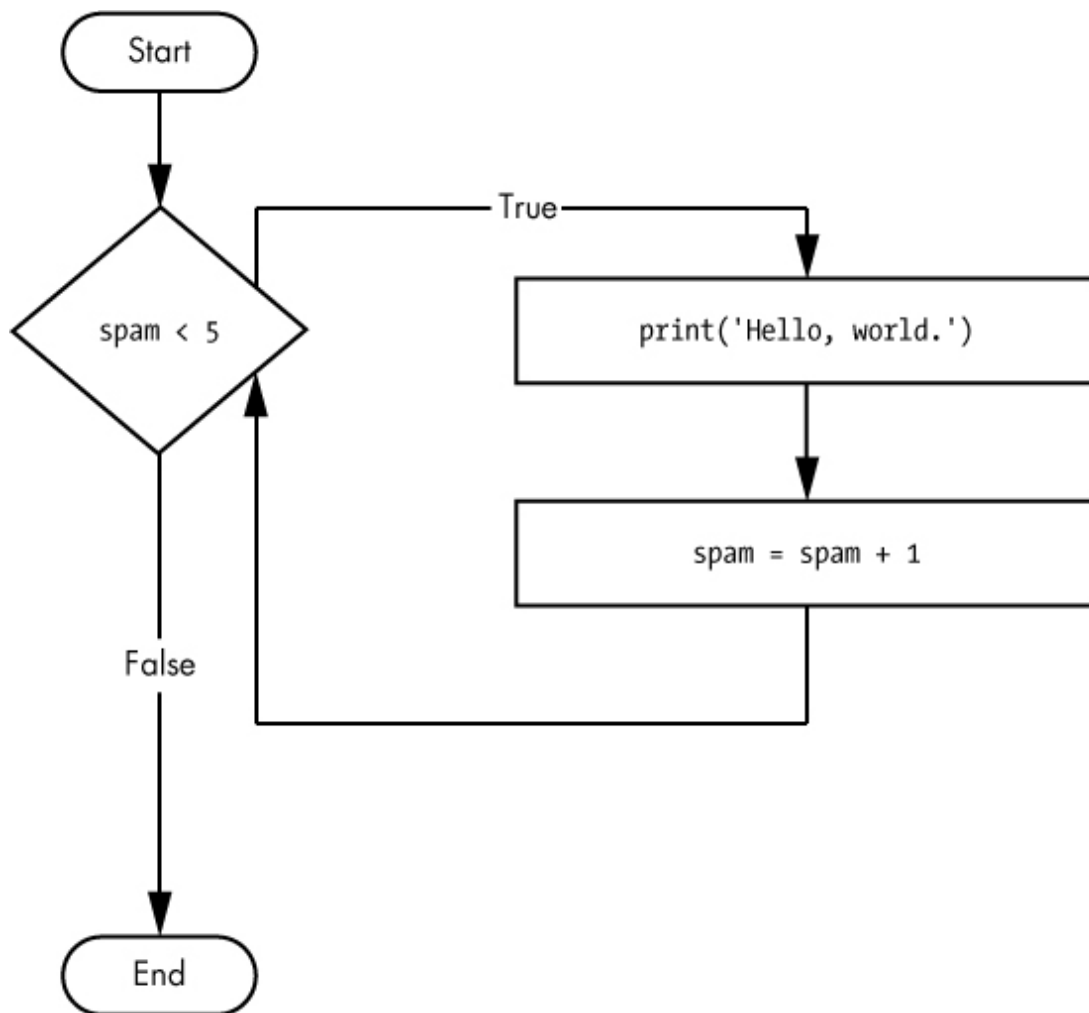 Start
True
spam < 5
print('Hello, world.')
spam = spam + 1
False
End